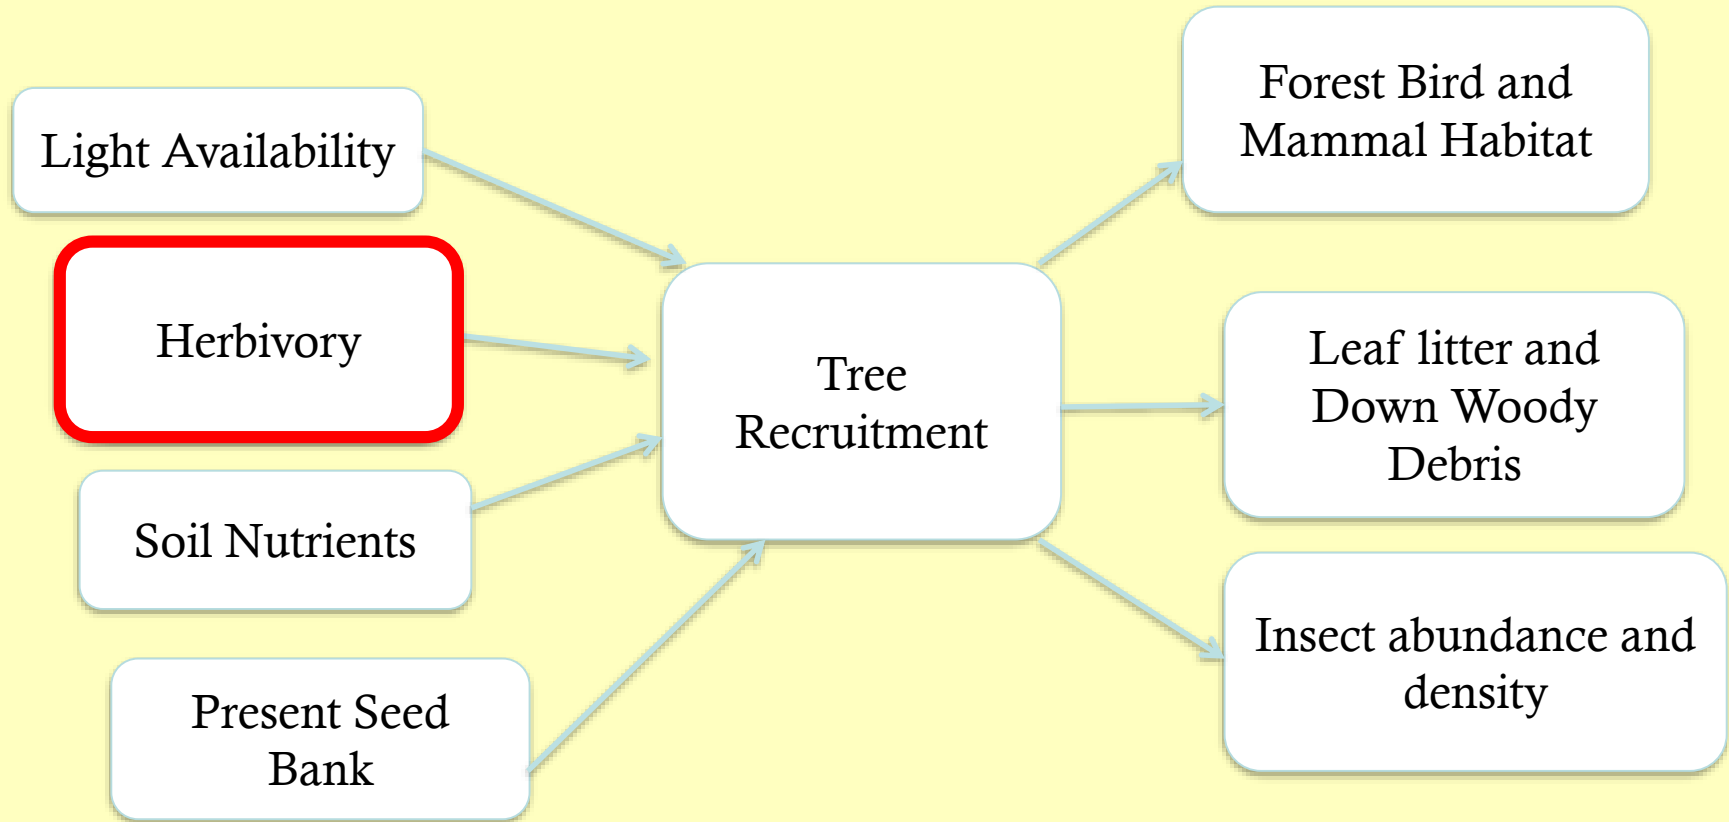 Light Availability
Herbivory
Soil Nutrients
Present Seed
Bank
Tree
Recruitment
Forest Bird and
Mammal Habitat
Leaf litter and
Down Woody
Debris
Insect abundance and
density